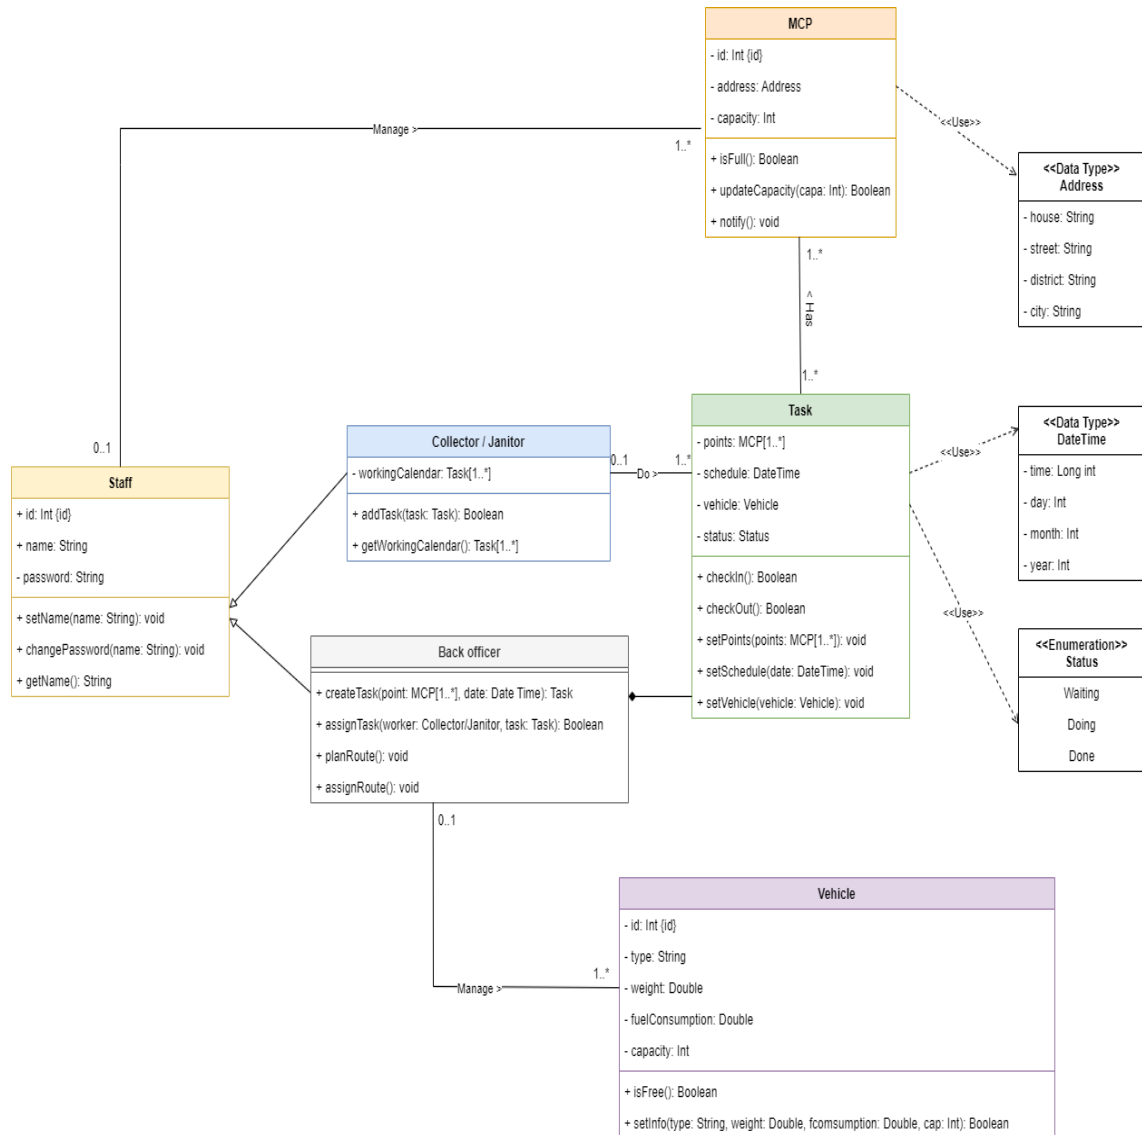 MCP
- id: Int {id}
- address: Address
- capacity: Int
+ isFull(): Boolean
+ updateCapacity(capa: Int): Boolean
+ notify(): void
Manage >
1..*
<<Use>>
<<Data Type>>
Address
- house: String
- street: String
- district: String
- city: String
1..*
< Has
1..*
0..1
Staff
+ id: Int {id}
+ name: String
- password: String
+ setName(name: String): void
+ changePassword(name: String): void
+ getName(): String
Collector / Janitor
- workingCalendar: Task[1..*]
+ addTask(task: Task): Boolean
+ getWorkingCalendar(): Task[1..*]
0..1
Do >
1..*
Task
- points: MCP[1..*]
- schedule: DateTime
- vehicle: Vehicle
- status: Status
+ checkIn(): Boolean
+ checkOut(): Boolean
+ setPoints(points: MCP[1..*]): void
+ setSchedule(date: DateTime): void
+ setVehicle(vehicle: Vehicle): void
<<Use>>
<<Data Type>>
DateTime
- time: Long int
- day: Int
- month: Int
- year: Int
<<Use>>
<<Enumeration>>
Status
Waiting
Doing
Done
Back officer
+ createTask(point: MCP[1..*], date: Date Time): Task
+ assignTask(worker: Collector/Janitor, task: Task): Boolean
+ planRoute(): void
+ assignRoute(): void
0..1
Manage >
1..*
Vehicle
- id: Int {id}
- type: String
- weight: Double
- fuelConsumption: Double
- capacity: Int
+ isFree(): Boolean
+ setInfo(type: String, weight: Double, fcomsumption: Double, cap: Int): Boolean